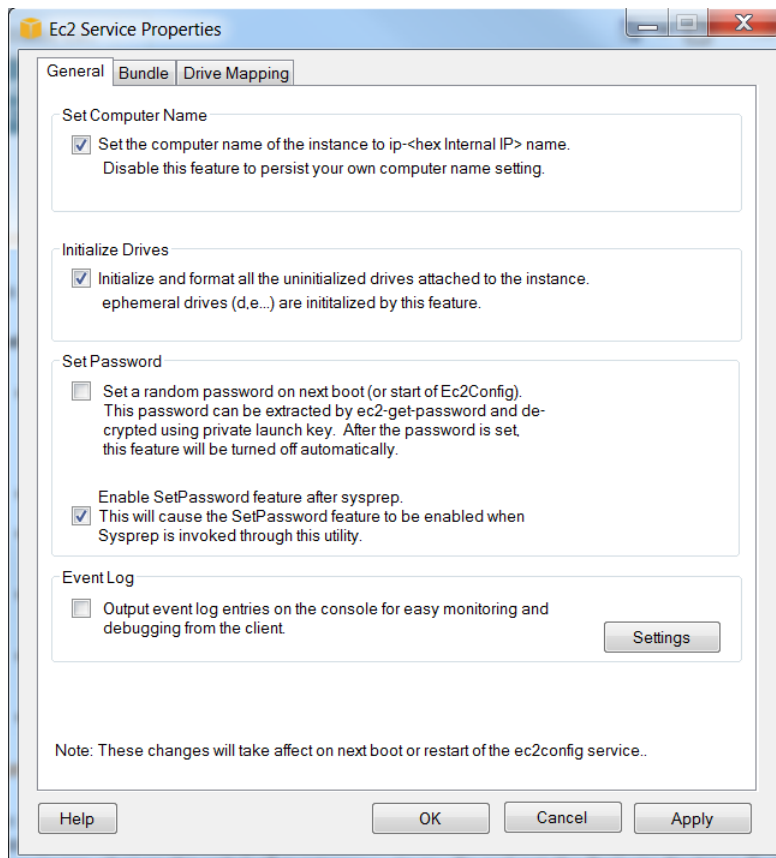 Ec2 Service Properties
General
Bundle
Drive Mapping
Set Computer Name
Set the computer name of the instance to ip-<hex Internal IP> name.
Disable this feature to persist your own computer name setting.
Initialize Drives
Initialize and format all the uninitialized drives attached to the instance.
ephemeral drives (d,e...) are inititalized by this feature.
Set Password
Set a random password on next boot (or start of Ec2Config).
This password can be extracted by ec2-get-password and de-
crypted using private launch key.  After the password is set,
this feature will be turned off automatically.
Enable SetPassword feature after sysprep.
This will cause the SetPassword feature to be enabled when
Sysprep is invoked through this utility.
Event Log
Output event log entries on the console for easy monitoring and
debugging from the client.
Settings
Note: These changes will take affect on next boot or restart of the ec2config service..
Help
OK
Cancel
Apply